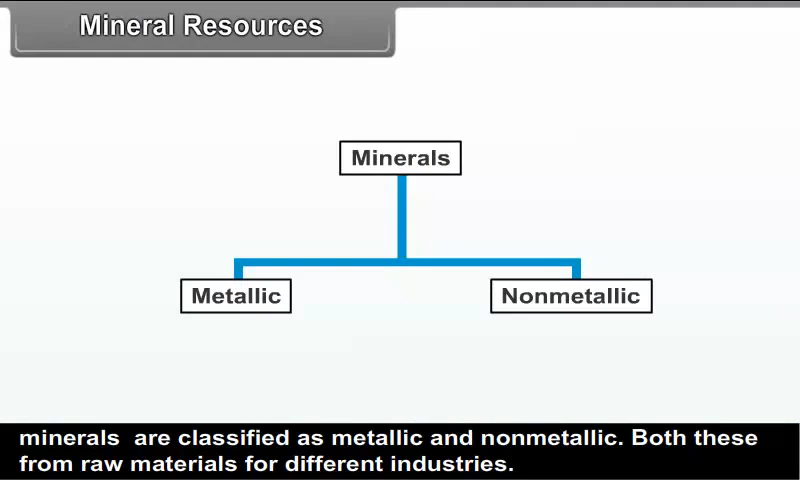 Mineral Resources
Minerals
Metallic
Nonmetallic
minerals  are classified as metallic and nonmetallic. Both these
from raw materials for different industries.